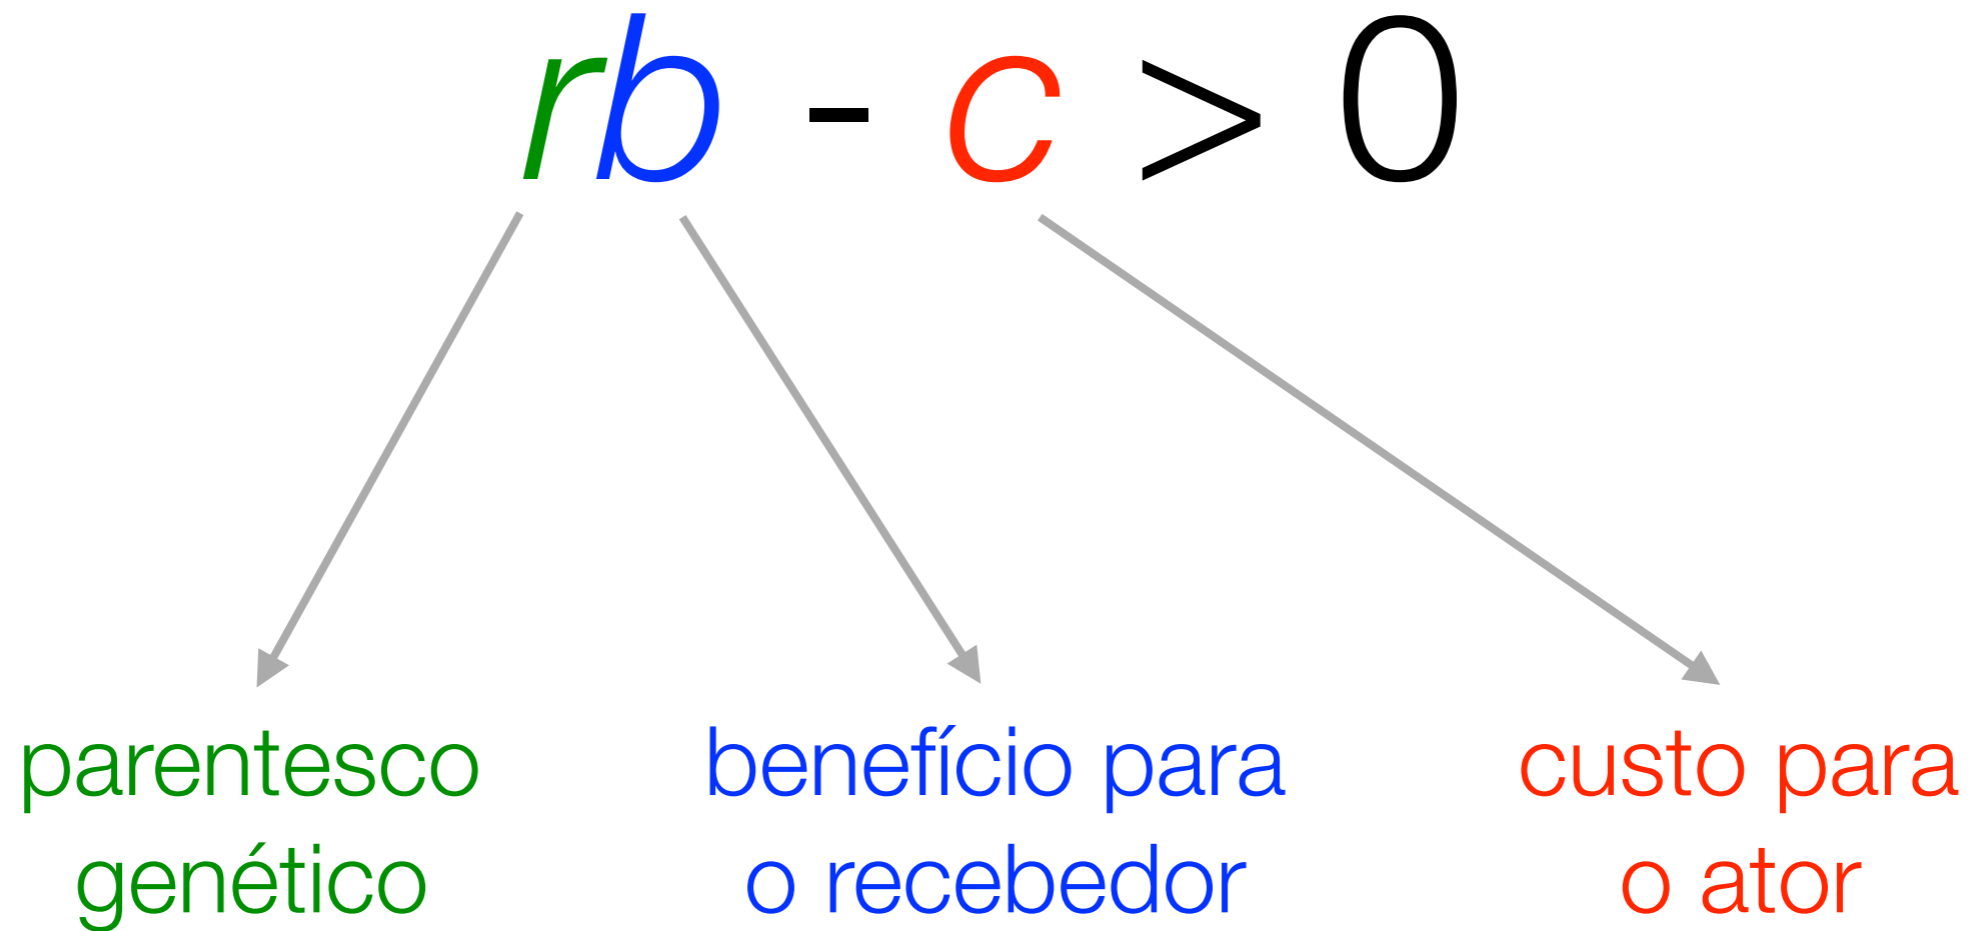 rb - c > 0
parentesco genético
benefício para o recebedor
custo para o ator